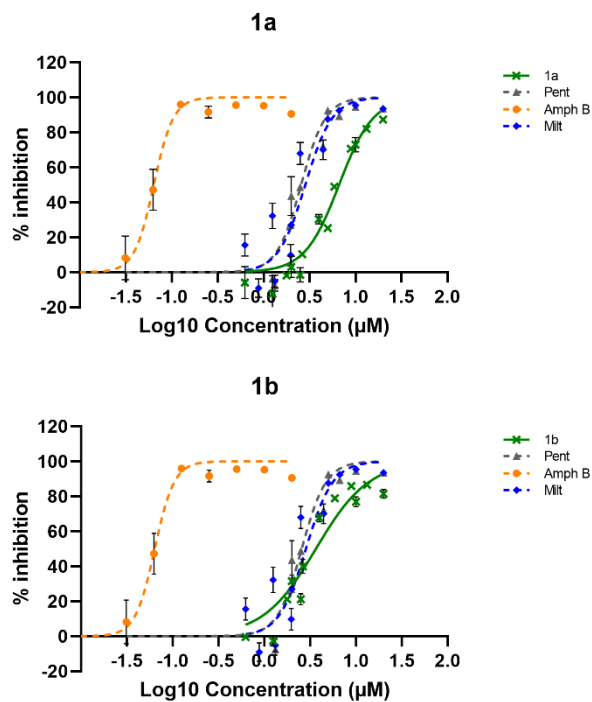 1a
120
100
80
60
40
20
0
-20
% inhibition
-1.5 -1.0 -0.5 0.0 0.5 1.0 1.5 2.0
Log10 Concentration (µM)
1a
Pent
Amph B
Milt
1b
120
100
80
60
40
20
0
-20
% inhibition
-1.5 -1.0 -0.5 0.0 0.5 1.0 1.5 2.0
Log10 Concentration (µM)
1b
Pent
Amph B
Milt